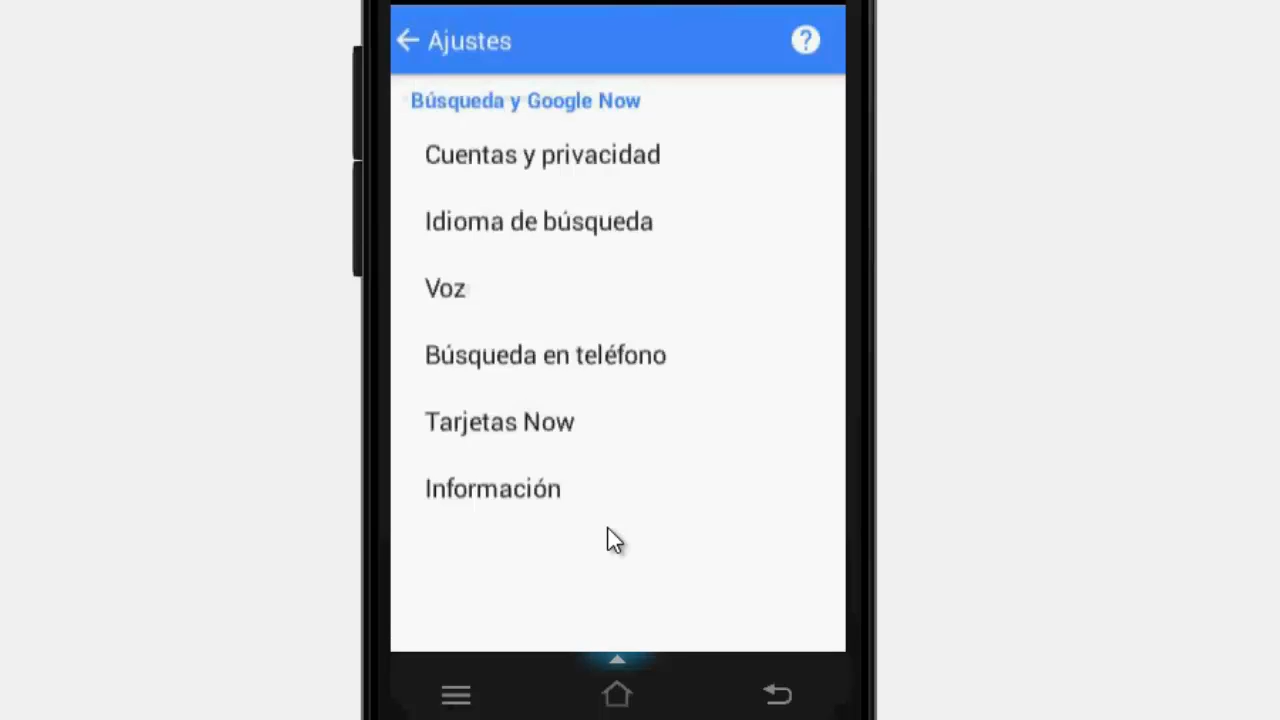 Ajustes
Búsqueda y Google Now
Cuentas y privacidad
Idioma de búsqueda
Voz
Búsqueda en teléfono
Tarjetas Now
Información